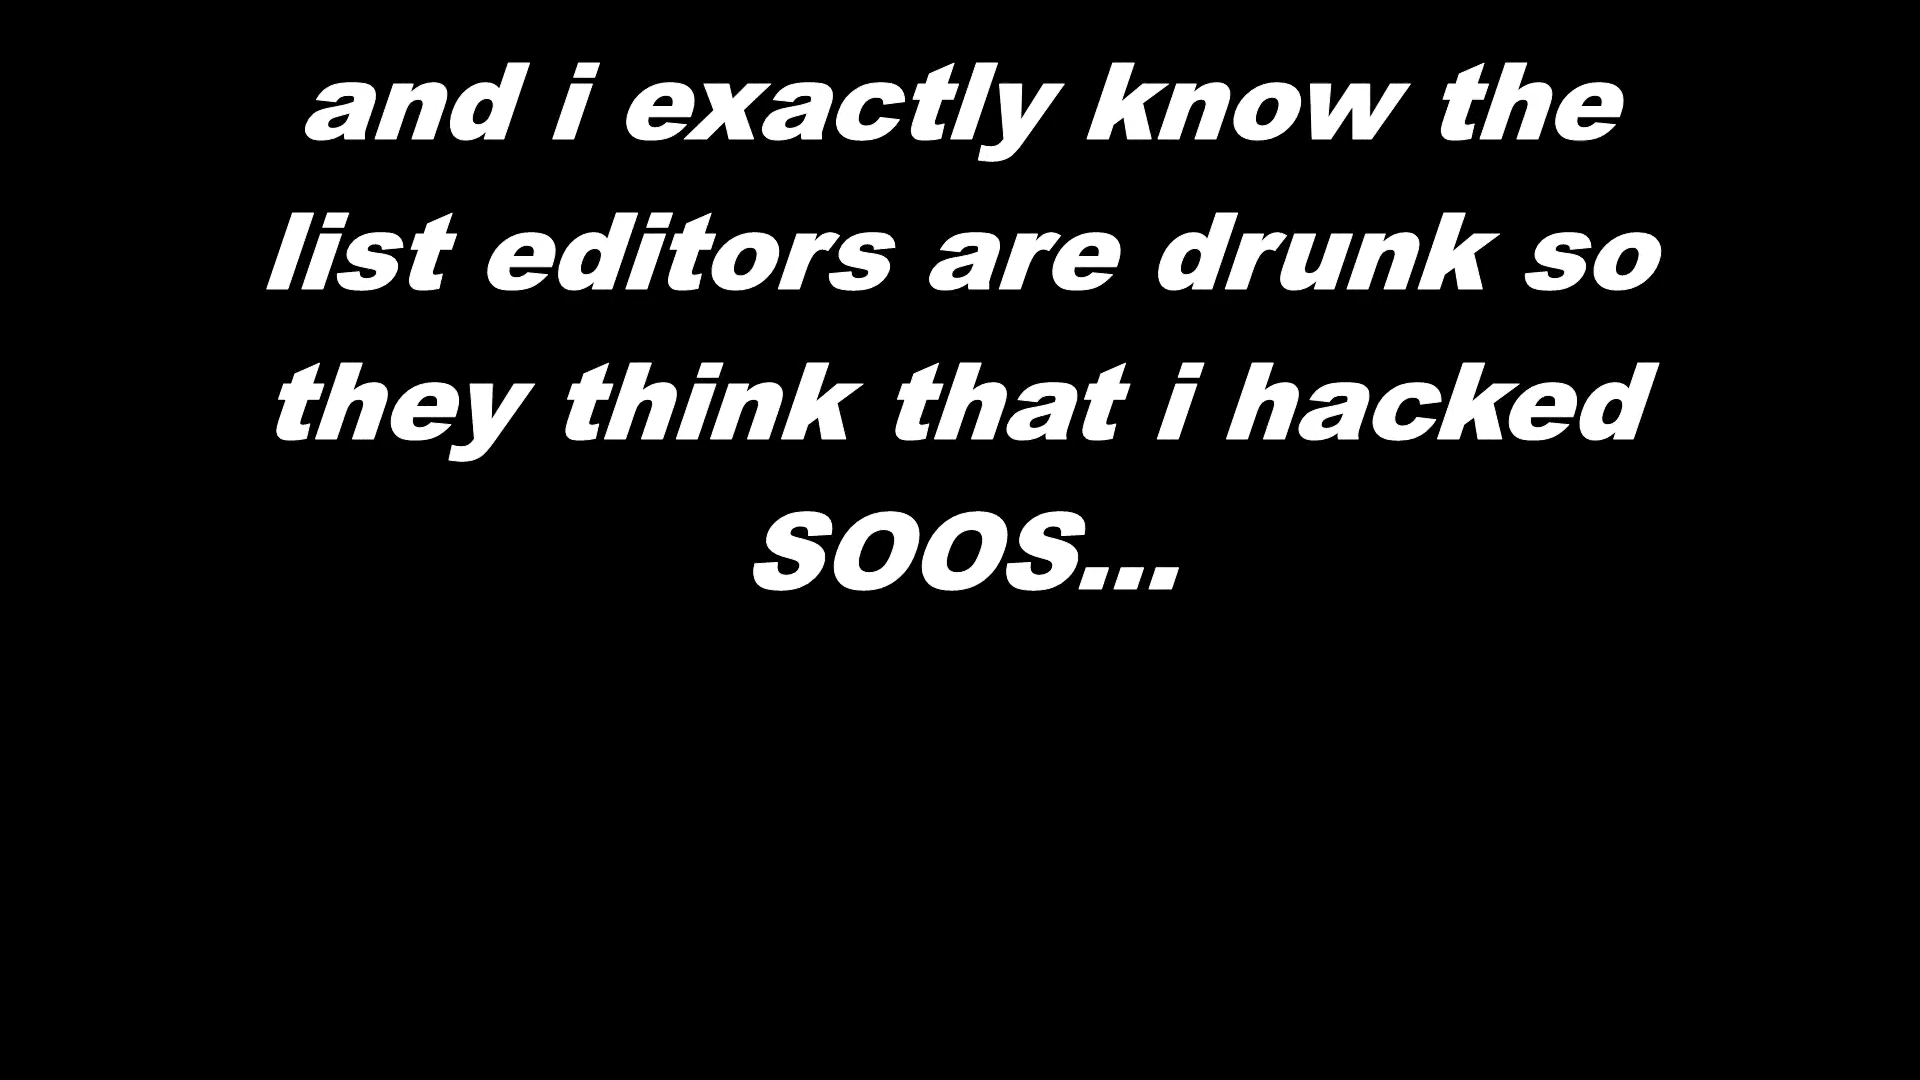 and i exactly know the
list editors are drunk so
they think that i hacked
SOOS...